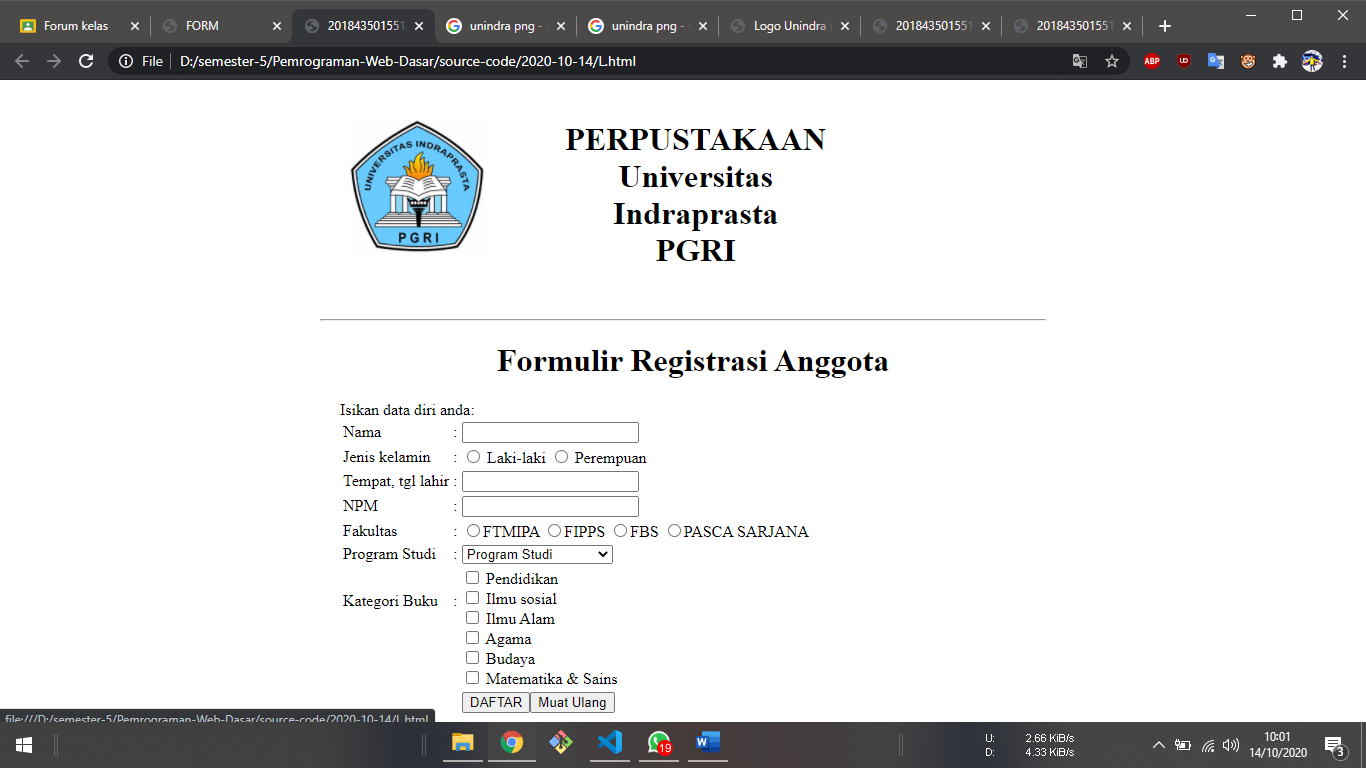 Forum kelas
FORM
201843501551
unindra png -
unindra png -
Logo Unindra
201843501551
201843501551
File
D:/semester-5/Pemrograman-Web-Dasar/source-code/2020-10-14/L.html
ABP
UD
UNIVERSITAS INDRAPRASTA
PGRI
PERPUSTAKAAN
Universitas
Indraprasta
PGRI
Formulir Registrasi Anggota
Isikan data diri anda:
Nama :
Jenis kelamin : Laki-laki Perempuan
Tempat, tgl lahir :
NPM :
Fakultas : FTMIPA FIPPS FBS PASCA SARJANA
Program Studi : Program Studi
Kategori Buku :
Pendidikan
Ilmu sosial
Ilmu Alam
Agama
Budaya
Matematika & Sains
DAFTAR Muat Ulang
file:///D:/semester-5/Pemrograman-Web-Dasar/source-code/2020-10-14/L.html
19
U: 2.66 KiB/s
D: 4.33 KiB/s
10:01
14/10/2020
3